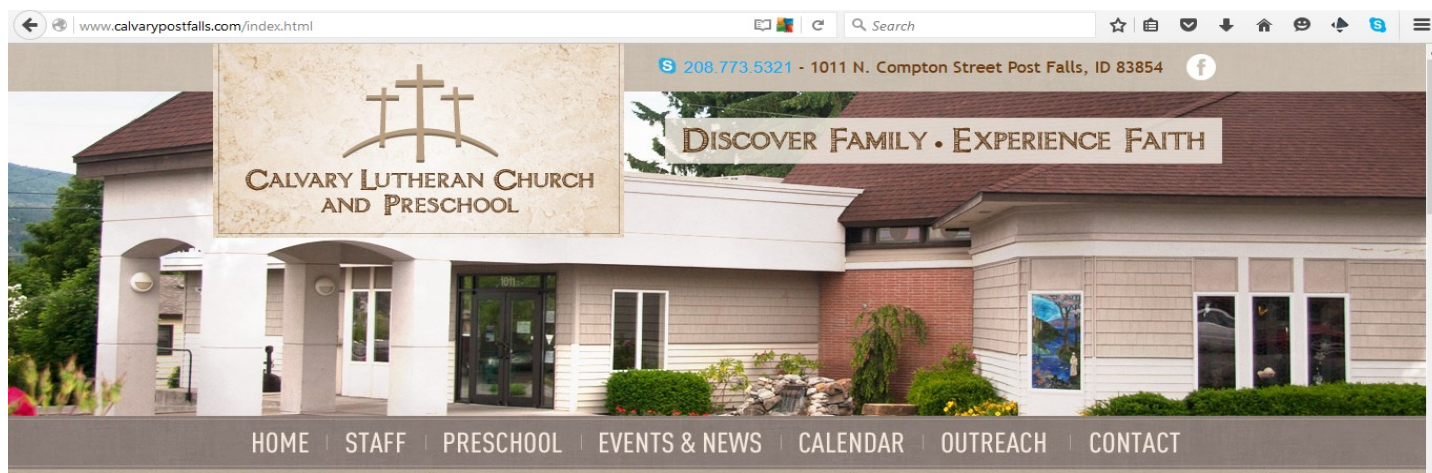 www.calvarypostfalls.com/index.html
Search
208.773.5321 - 1011 N. Compton Street Post Falls, ID 83854
f
CALVARY LUTHERAN CHURCH
AND PRESCHOOL
DISCOVER FAMILY • EXPERIENCE FAITH
1011
HOME
STAFF
PRESCHOOL
EVENTS & NEWS
CALENDAR
OUTREACH
CONTACT